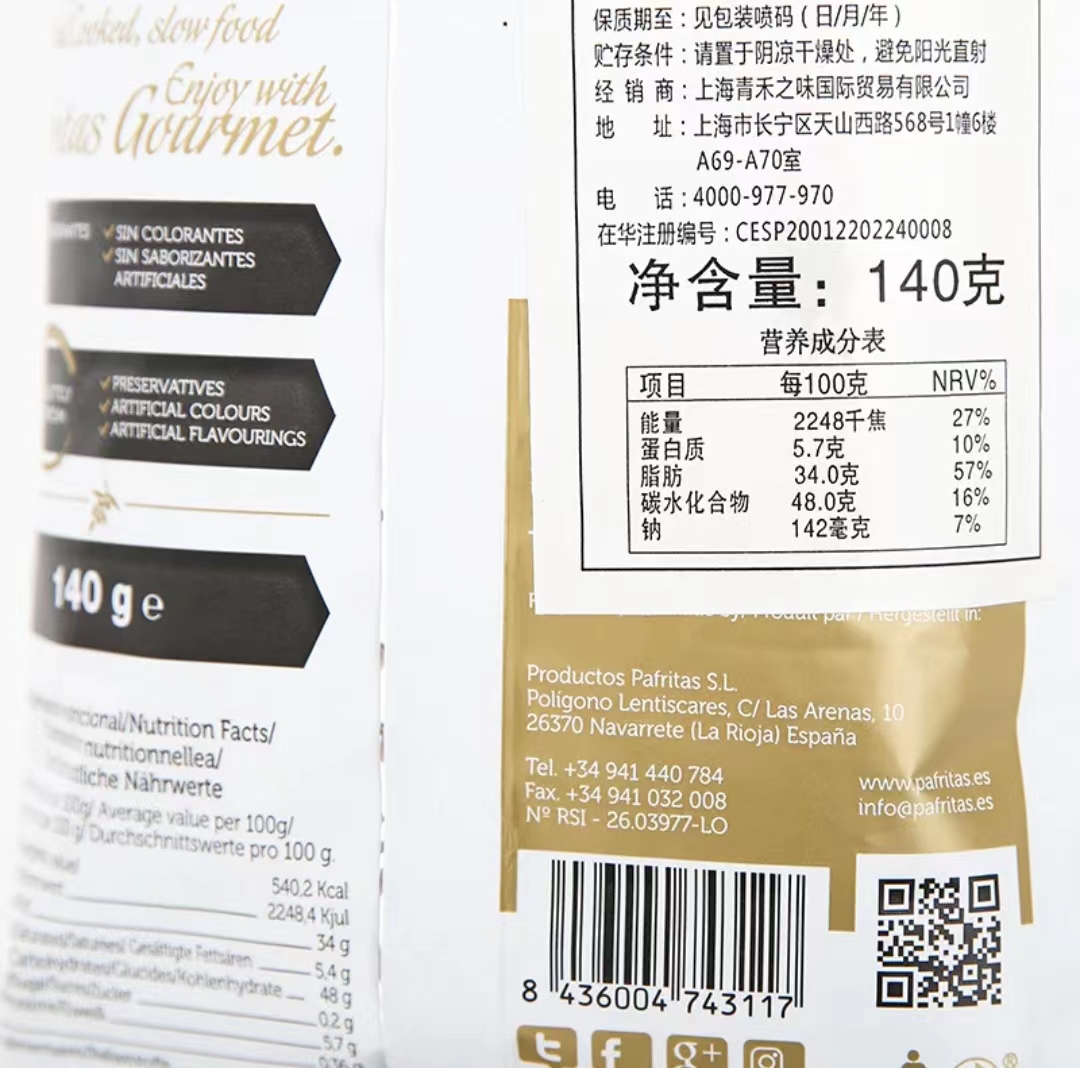 slow food
Enjoy with
Gourmet.
✓SIN COLORANTES
✓SIN SABORIZANTES
ARTIFICIALES
✓PRESERVATIVES
✓ARTIFICIAL COLOURS
✓ARTIFICIAL FLAVOURINGS
140 g e
/Nutrition Facts/
nutritionnellea/
Nährwerte
Average value per 100g/
Durchschnittswerte pro 100 g.
540,2 Kcal
2248,4 Kjul
34 g
Gesättigte Fettsären
5,4 g
Carbohydrates/Glucides/Kohlenhydrate
48 g
0,2 g
5,7 g
保质期至：见包装喷码（日/月/年）
贮存条件：请置于阴凉干燥处，避免阳光直射
经 销 商：上海青禾之味国际贸易有限公司
地 址：上海市长宁区天山西路568号1幢6楼
A69-A70室
电 话：4000-977-970
在华注册编号：CESP20012202240008
净含量：140克
营养成分表
项目 每100克 NRV%
能量 2248千焦 27%
蛋白质 5.7克 10%
脂肪 34.0克 57%
碳水化合物 48.0克 16%
钠 142毫克 7%
Produit par / Hergestellt in:
Productos Pafritas S.L.
Polígono Lentiscares, C/ Las Arenas, 10
26370 Navarrete (La Rioja) España
Tel. +34 941 440 784
Fax. +34 941 032 008
Nº RSI - 26.03977-LO
www.pafritas.es
info@pafritas.es
8 436004 743117